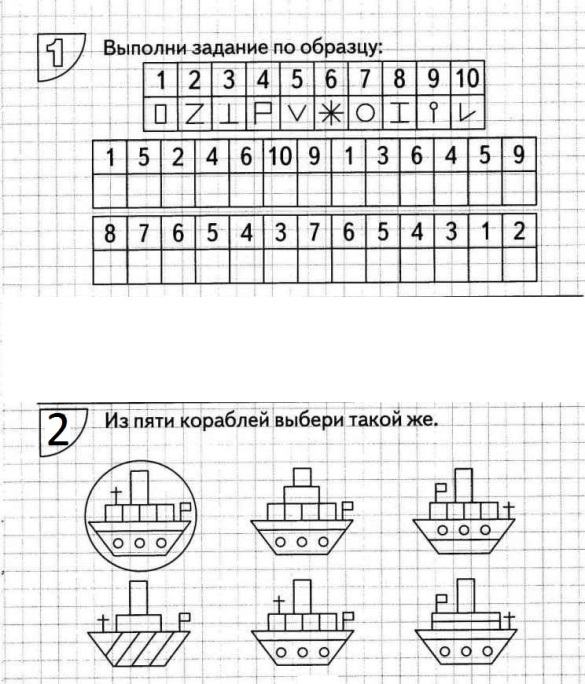 1
Выполни задание по образцу:
1 2 3 4 5 6 7 8 9 10
1 5 2 4 6 10 9 1 3 6 4 5 9
8 7 6 5 4 3 7 6 5 4 3 1 2
2
Из пяти кораблей выбери такой же.